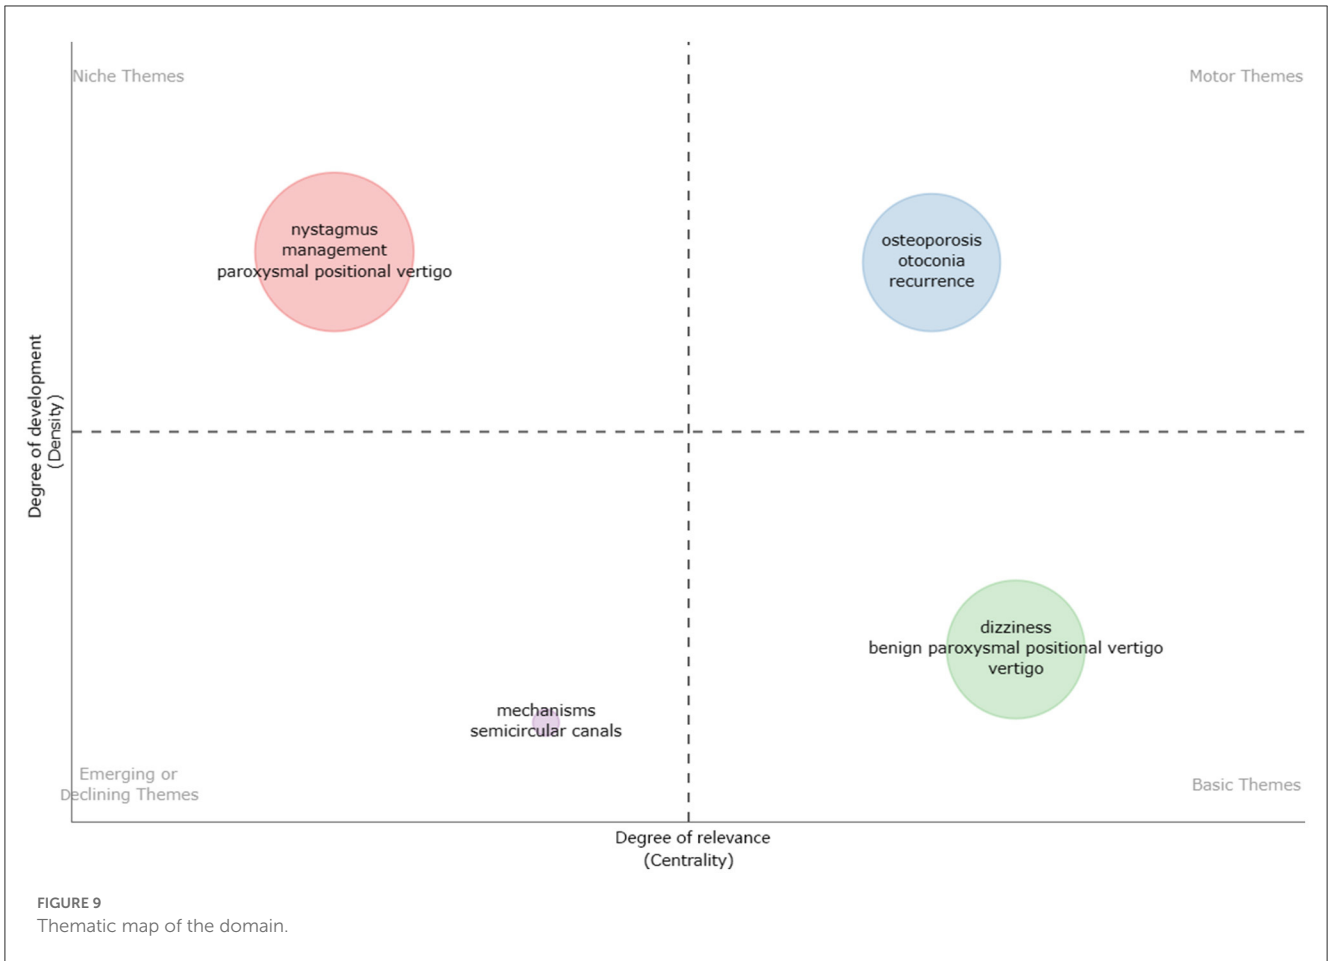 Niche Themes
Motor Themes
nystagmus
management
paroxysmal positional vertigo
osteoporosis
otoconia
recurrence
Degree of development
(Density)
dizziness
benign paroxysmal positional vertigo
vertigo
mechanisms
semicircular canals
Emerging or
Declining Themes
Basic Themes
Degree of relevance
(Centrality)
FIGURE 9
Thematic map of the domain.